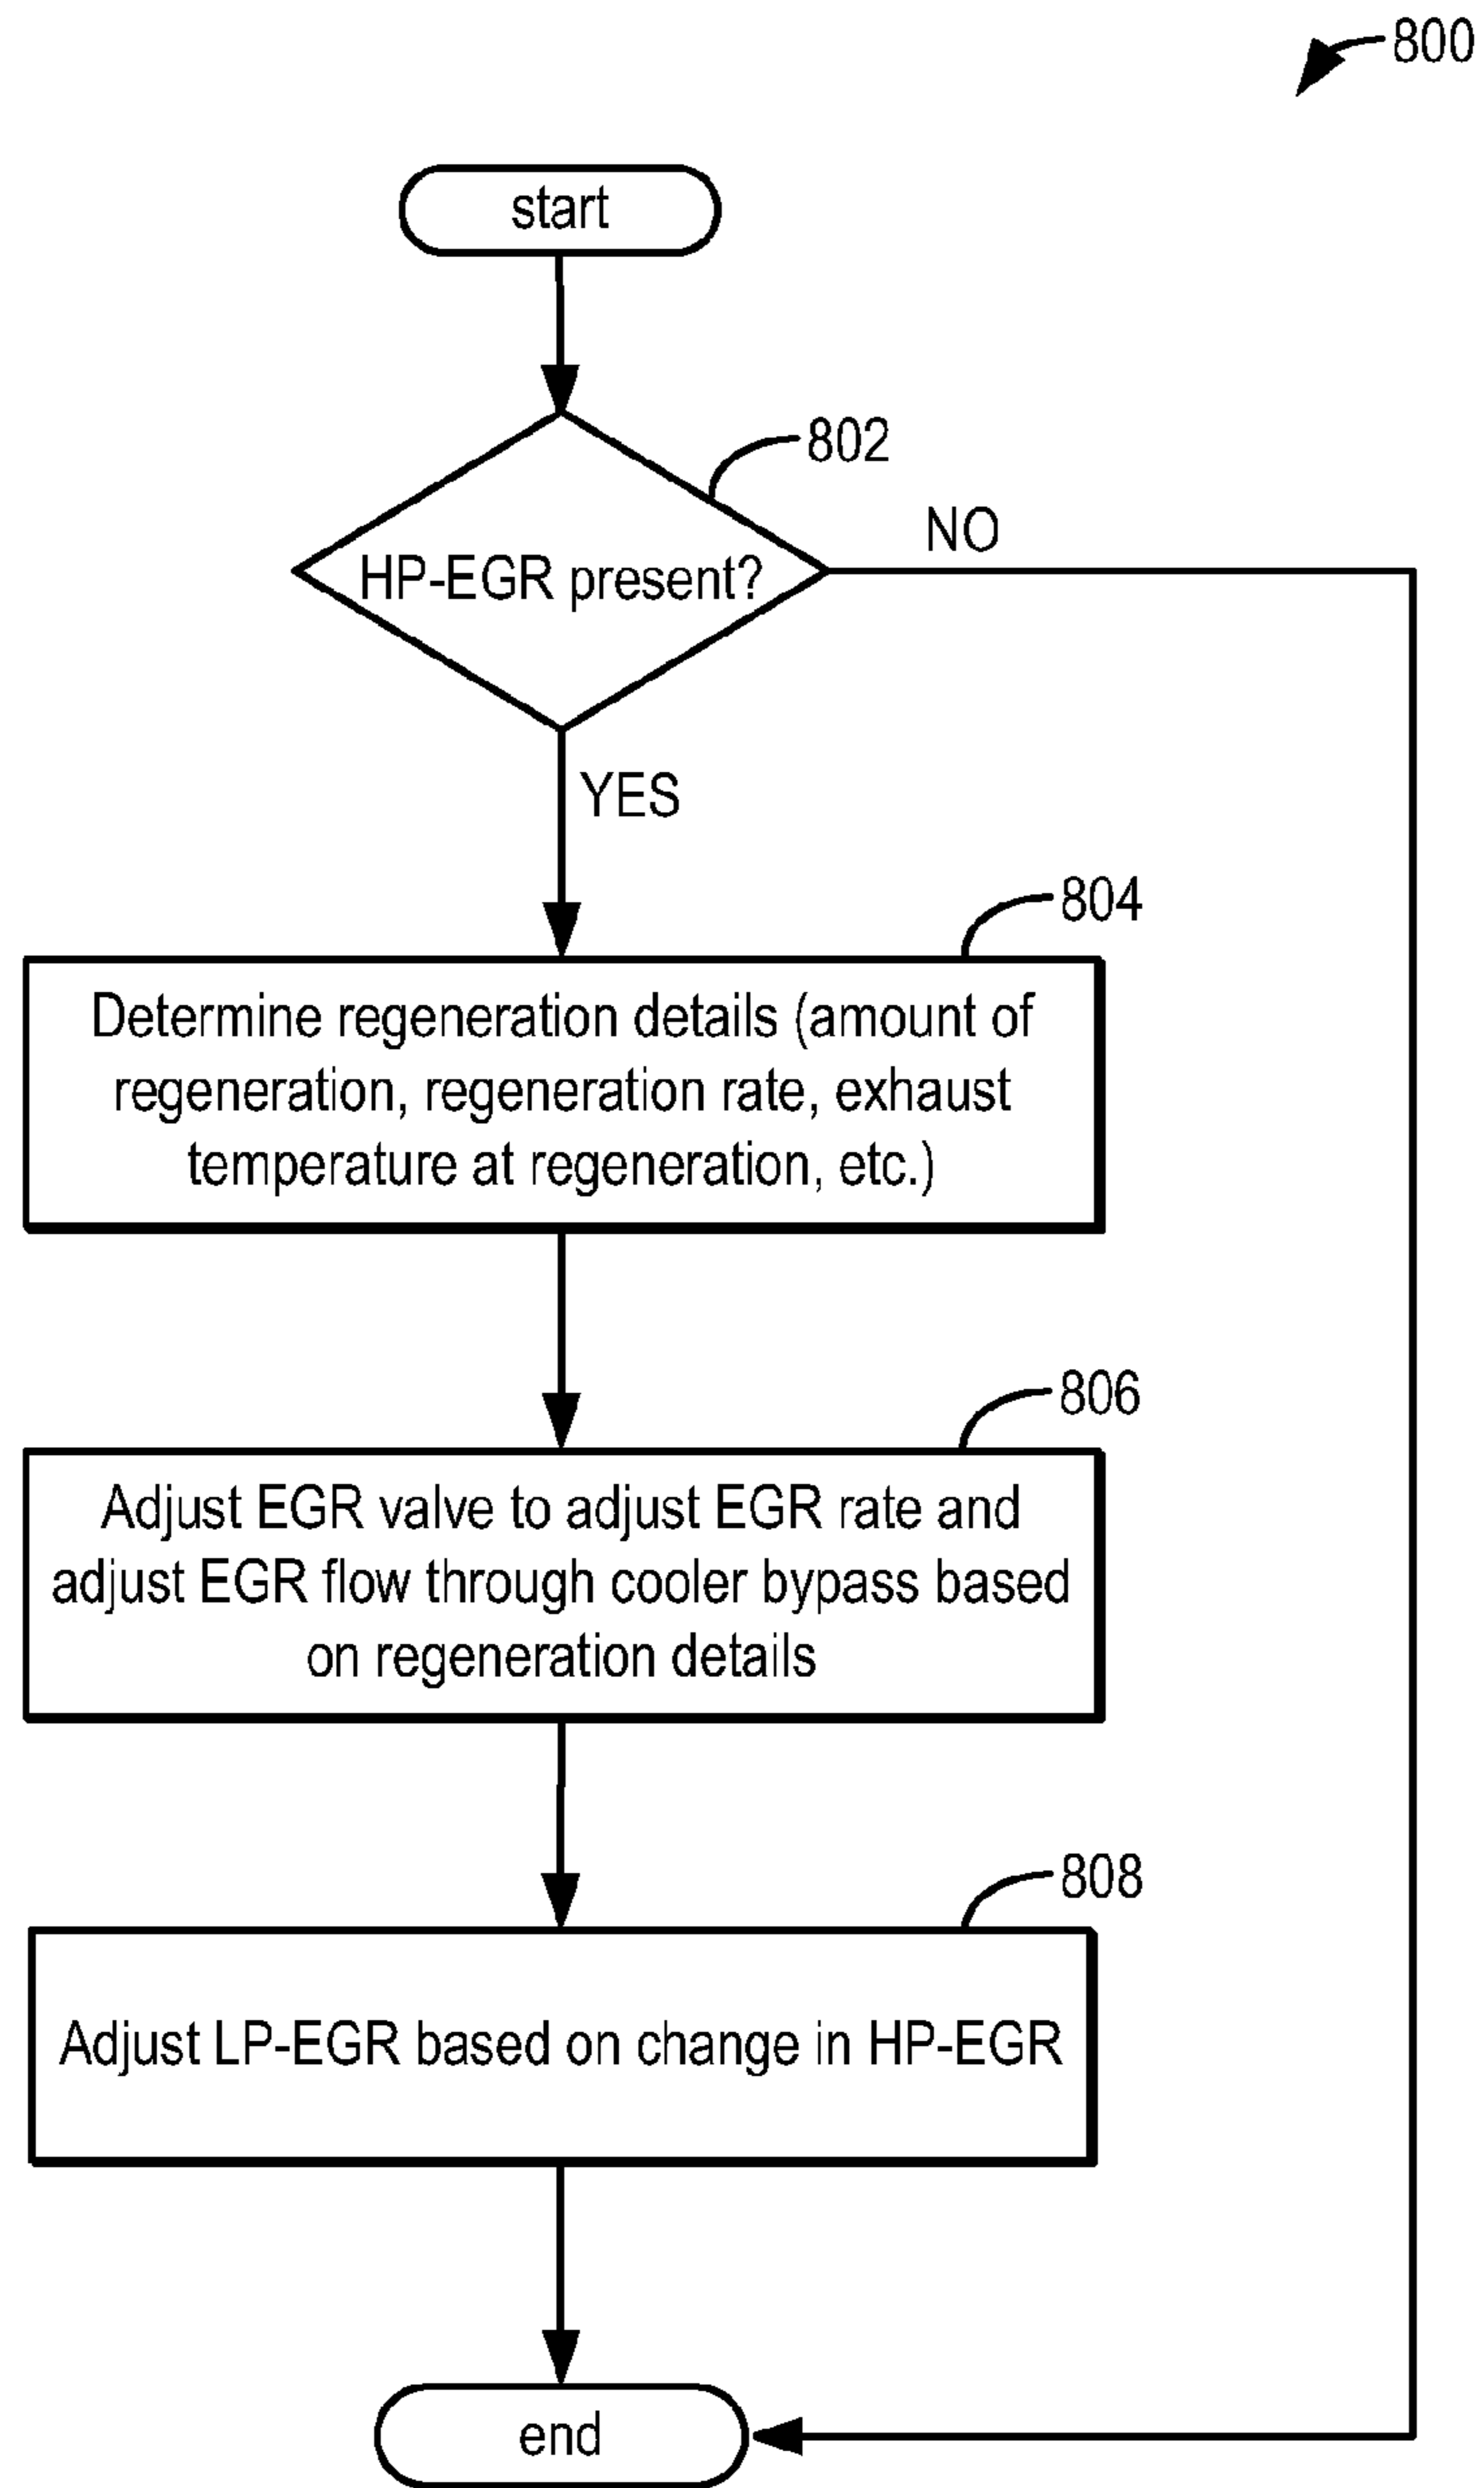 800
start
802
HP-EGR present?
NO
YES
804
Determine regeneration details (amount of
regeneration, regeneration rate, exhaust
temperature at regeneration, etc.)
806
Adjust EGR valve to adjust EGR rate and
adjust EGR flow through cooler bypass based
on regeneration details
808
Adjust LP-EGR based on change in HP-EGR
end